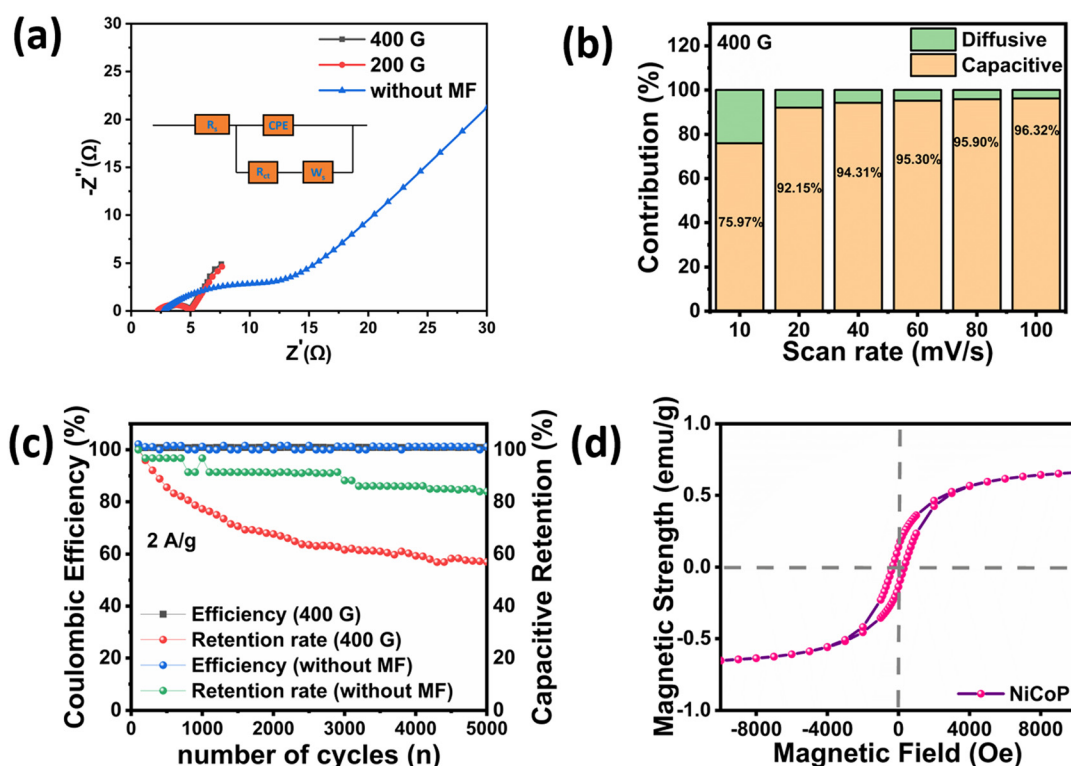 (a)
-Z''(Ω)
30
25
20
15
10
5
0
400 G
200 G
without MF
Rs
CPE
Rct
Ws
0 5 10 15 20 25 30
Z'(Ω)
(b)
Contribution (%)
120
100
80
60
40
20
0
400 G
Diffusive
Capacitive
75.97%
92.15%
94.31%
95.30%
95.90%
96.32%
10 20 40 60 80 100
Scan rate (mV/s)
(c)
Coulombic Efficiency (%)
100
80
60
40
20
0
2 A/g
Efficiency (400 G)
Retention rate (400 G)
Efficiency (without MF)
Retention rate (without MF)
0 1000 2000 3000 4000 5000
number of cycles (n)
100
80
60
40
20
0
Capacitive Retention (%)
(d)
Magnetic Strength (emu/g)
1.0
0.5
0.0
-0.5
-1.0
NiCoP
-8000 -4000 0 4000 8000
Magnetic Field (Oe)